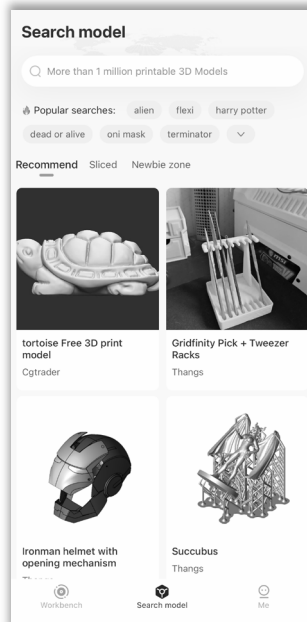 Search model
More than 1 million printable 3D Models
Popular searches:
alien
flexi
harry potter
dead or alive
oni mask
terminator
Recommend
Sliced
Newbie zone
tortoise Free 3D print
model
Cgtrader
Gridfinity Pick + Tweezer
Racks
Thangs
Ironman helmet with
opening mechanism
Succubus
Thangs
Workbench
Search model
Me